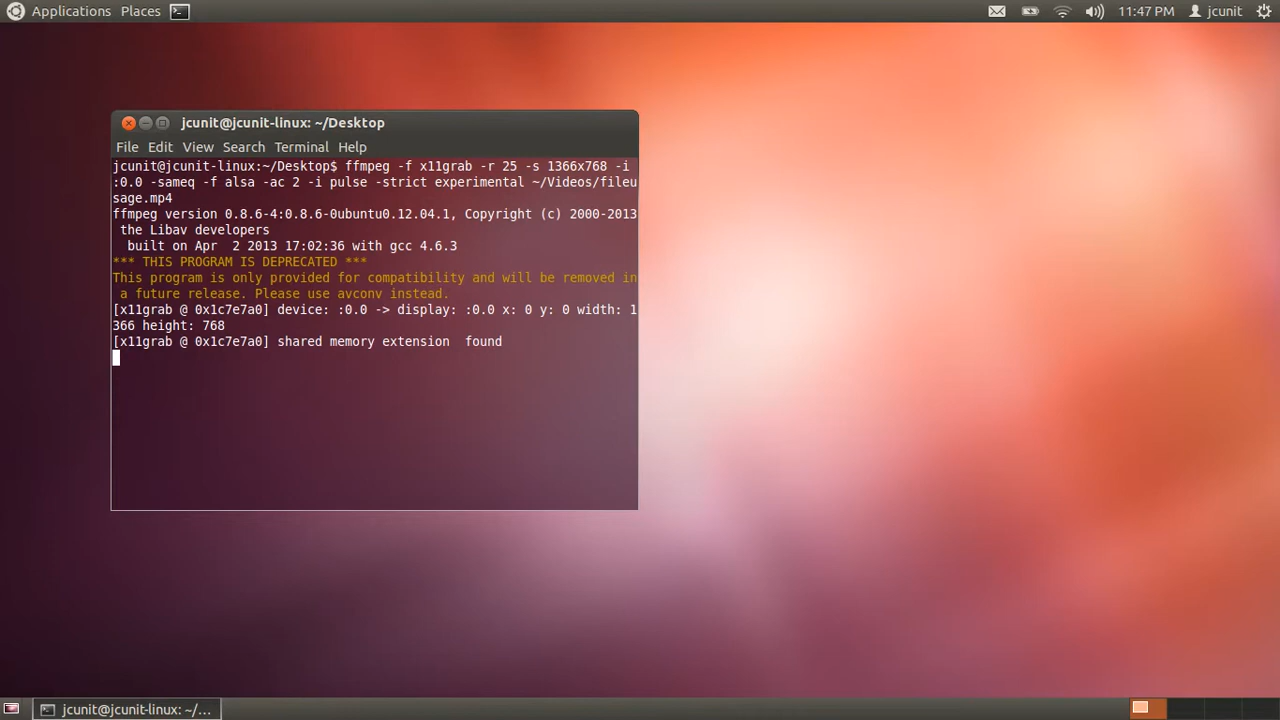 Applications Places 11:47 PM jcunit
jcunit@jcunit-linux: ~/Desktop
File Edit View Search Terminal Help
jcunit@jcunit-linux:~/Desktop$ ffmpeg -f x11grab -r 25 -s 1366x768 -i
:0.0 -sameq -f alsa -ac 2 -i pulse -strict experimental ~/Videos/fileu
sage.mp4
ffmpeg version 0.8.6-4:0.8.6-0ubuntu0.12.04.1, Copyright (c) 2000-2013
the Libav developers
built on Apr  2 2013 17:02:36 with gcc 4.6.3
*** THIS PROGRAM IS DEPRECATED ***
This program is only provided for compatibility and will be removed in
a future release. Please use avconv instead.
[x11grab @ 0x1c7e7a0] device: :0.0 -> display: :0.0 x: 0 y: 0 width: 1
366 height: 768
[x11grab @ 0x1c7e7a0] shared memory extension  found
jcunit@jcunit-linux: ~/...